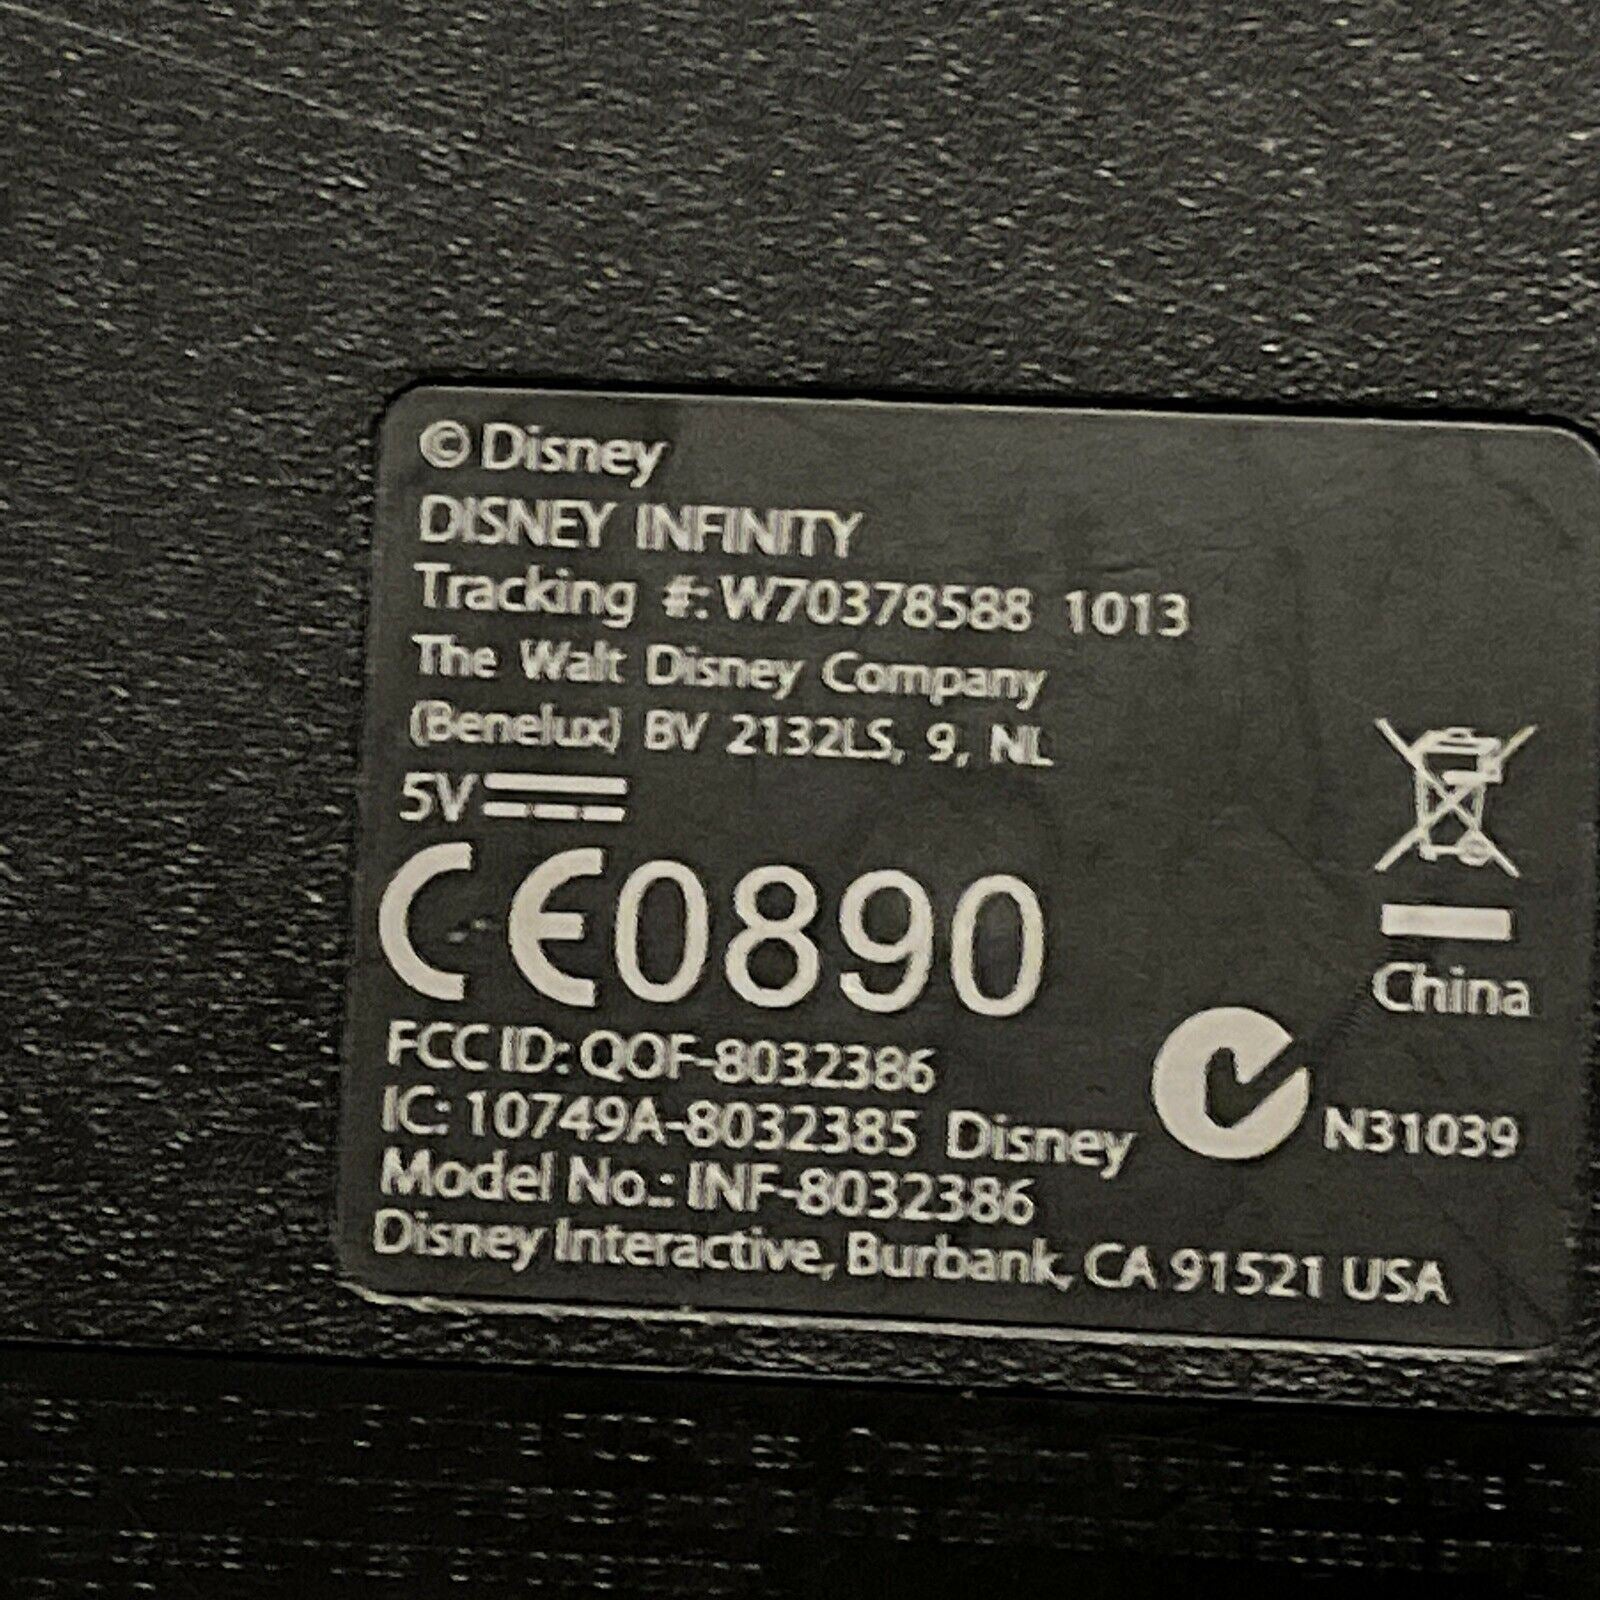 © Disney
DISNEY INFINITY
Tracking #: W70378588 1013
The Walt Disney Company
(Benelux) BV 2132LS, 9, NL
5V
CE0890
China
FCC ID: QOF-8032386
IC: 10749A-8032385 Disney
N31039
Model No.: INF-8032386
Disney Interactive, Burbank, CA 91521 USA